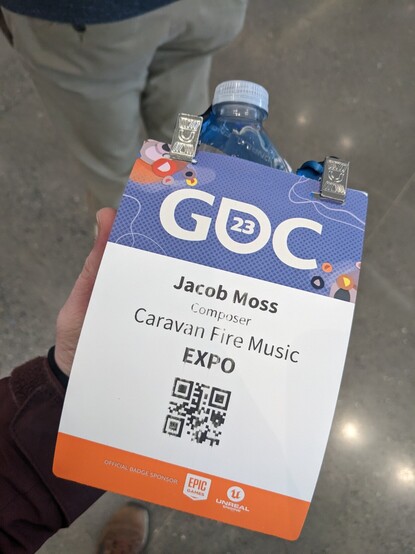 GDC
23
Jacob Moss
Composer
Caravan Fire Music
EXPO
OFFICIAL BADGE SPONSOR
EPIC
GAMES
UNREAL
ENGINE